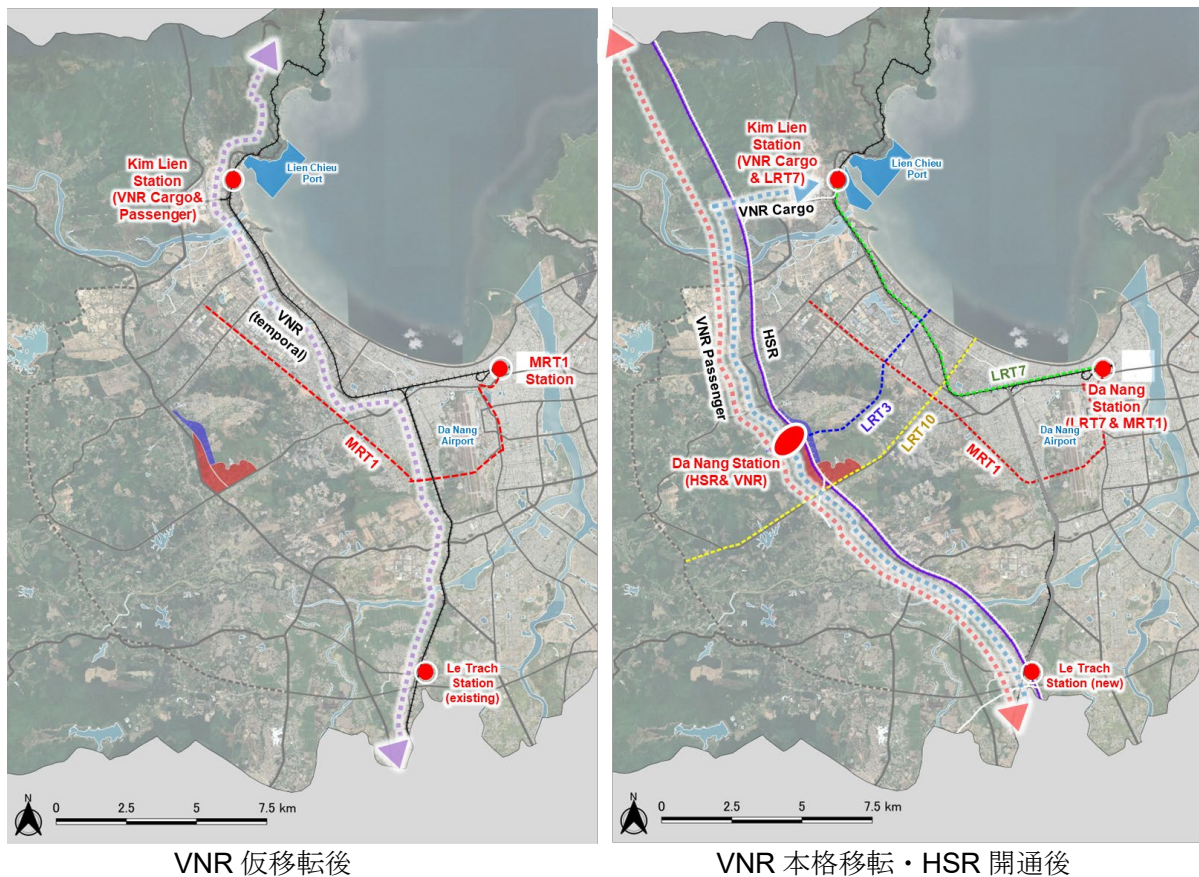 Kim Lien
Station
(VNR Cargo&
Passenger)
Lien Chieu
Port
VNR
(temporal)
MRT1
Station
Da Nang
Airport
MRT1
Le Trach
Station
(existing)
N
0 2.5 5 7.5 km
VNR 仮移転後
Kim Lien
Station
(VNR Cargo
& LRT7)
Lien Chieu
Port
VNR Cargo
HSR
VNR Passenger
LRT3
LRT10
LRT7
MRT1
Da Nang
Station
(LRT7 & MRT1)
Da Nang
Airport
Da Nang Station
(HSR& VNR)
Le Trach
Station (new)
N
0 2.5 5 7.5 km
VNR 本格移転・HSR 開通後